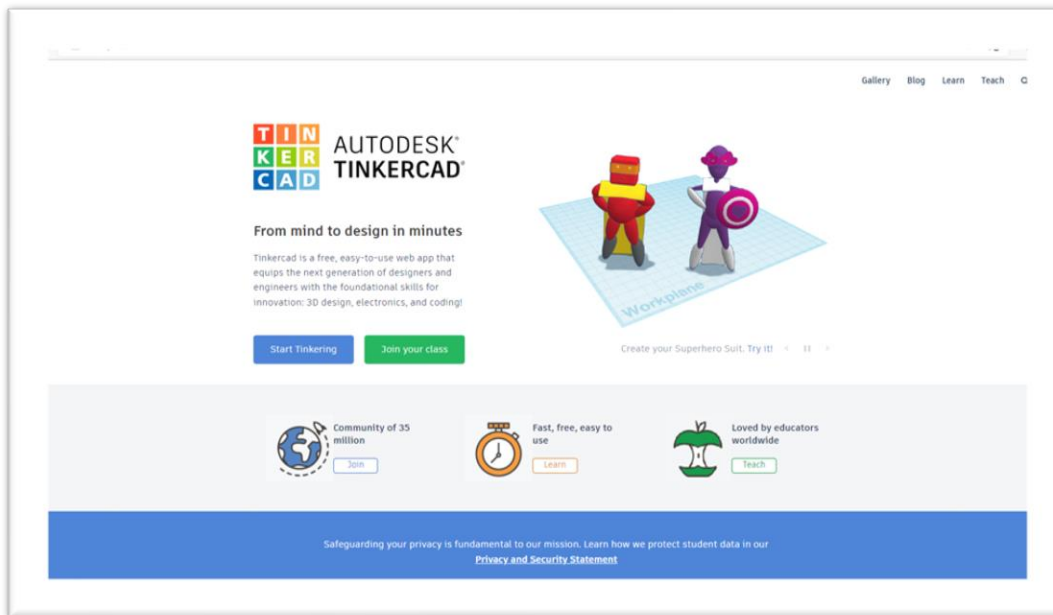 Gallery Blog Learn Teach
TIN
KER
CAD
AUTODESK®
TINKERCAD®
From mind to design in minutes
Tinkercad is a free, easy-to-use web app that
equips the next generation of designers and
engineers with the foundational skills for
innovation: 3D design, electronics, and coding!
Start Tinkering Join your class
Workplane
Create your Superhero Suit. Try it!
Community of 35
million
Join
Fast, free, easy to
use
Learn
Loved by educators
worldwide
Teach
Safeguarding your privacy is fundamental to our mission. Learn how we protect student data in our
Privacy and Security Statement